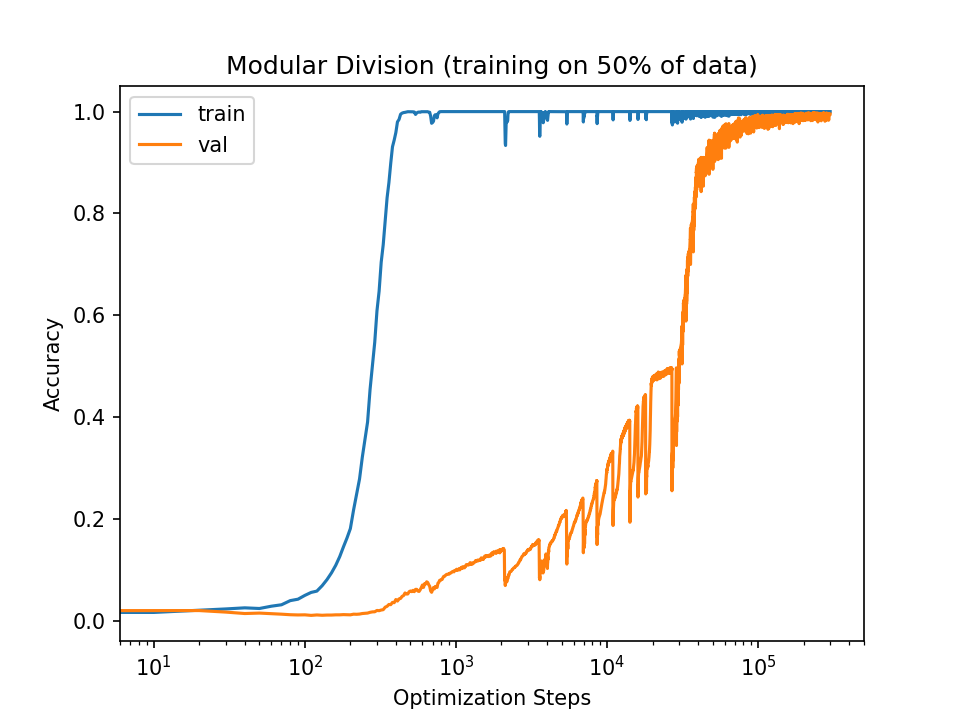 Modular Division (training on 50% of data)
train
val
1.0
0.8
0.6
0.4
0.2
0.0
Accuracy
10¹
10²
10³
10⁴
10⁵
Optimization Steps